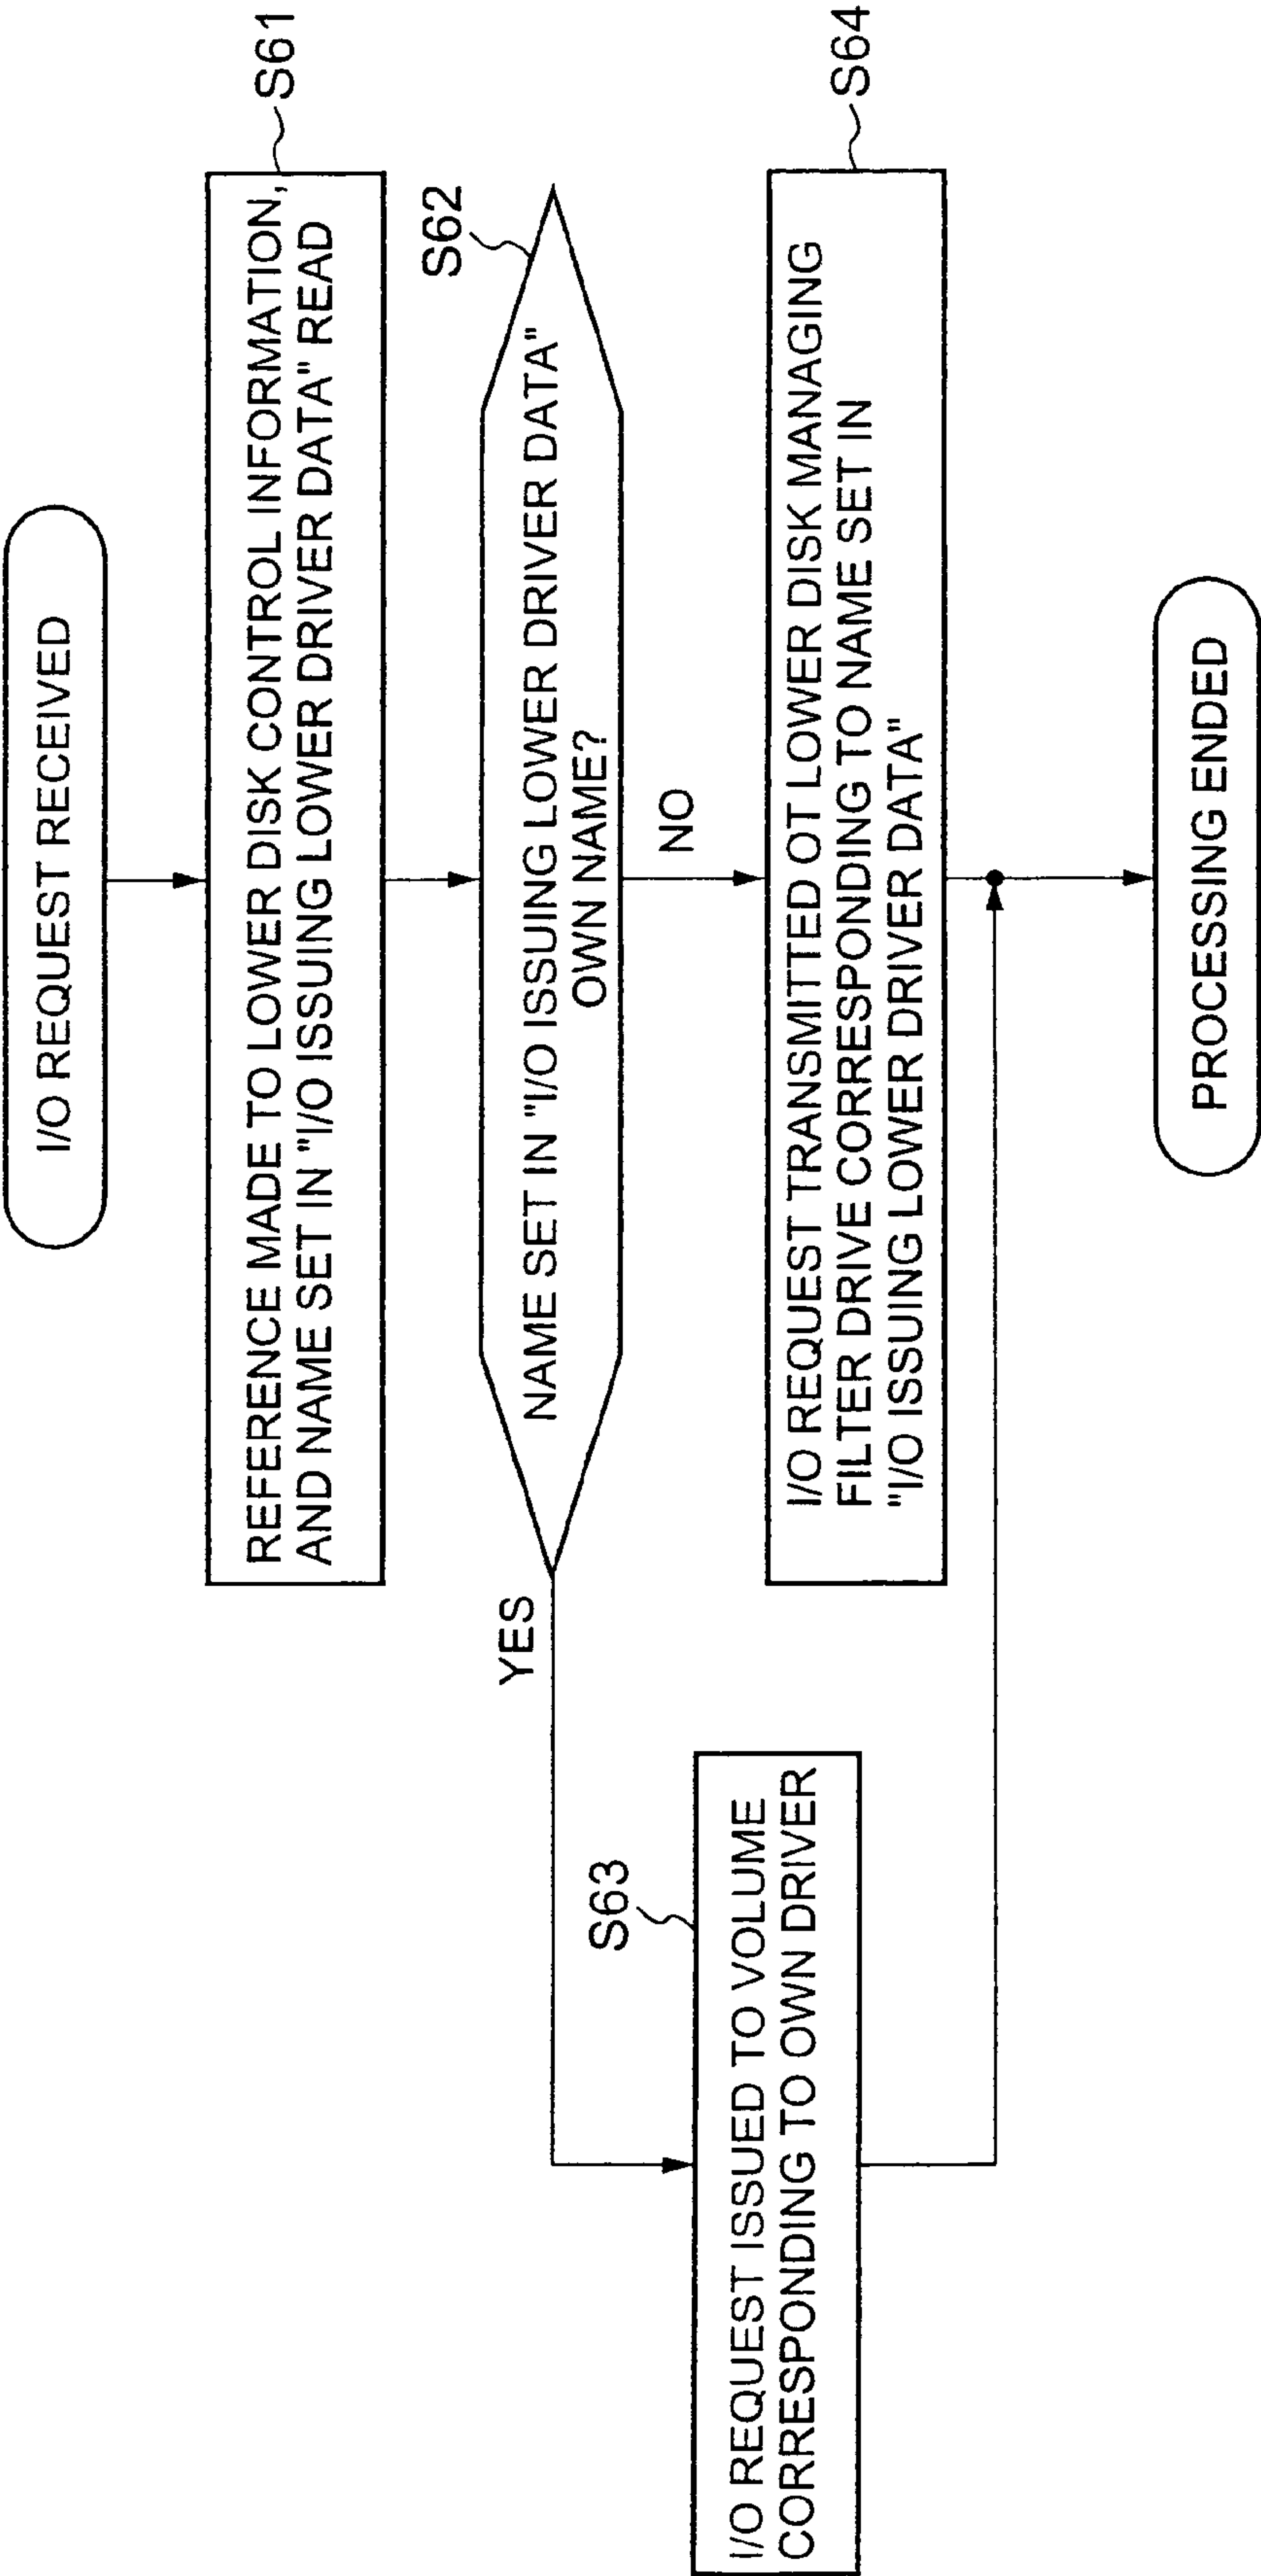 I/O REQUEST RECEIVED
S61
REFERENCE MADE TO LOWER DISK CONTROL INFORMATION,
AND NAME SET IN "I/O ISSUING LOWER DRIVER DATA" READ
S62
NAME SET IN "I/O ISSUING LOWER DRIVER DATA"
OWN NAME?
YES
NO
S63
I/O REQUEST ISSUED TO VOLUME
CORRESPONDING TO OWN DRIVER
S64
I/O REQUEST TRANSMITTED OT LOWER DISK MANAGING
FILTER DRIVE CORRESPONDING TO NAME SET IN
"I/O ISSUING LOWER DRIVER DATA"
PROCESSING ENDED